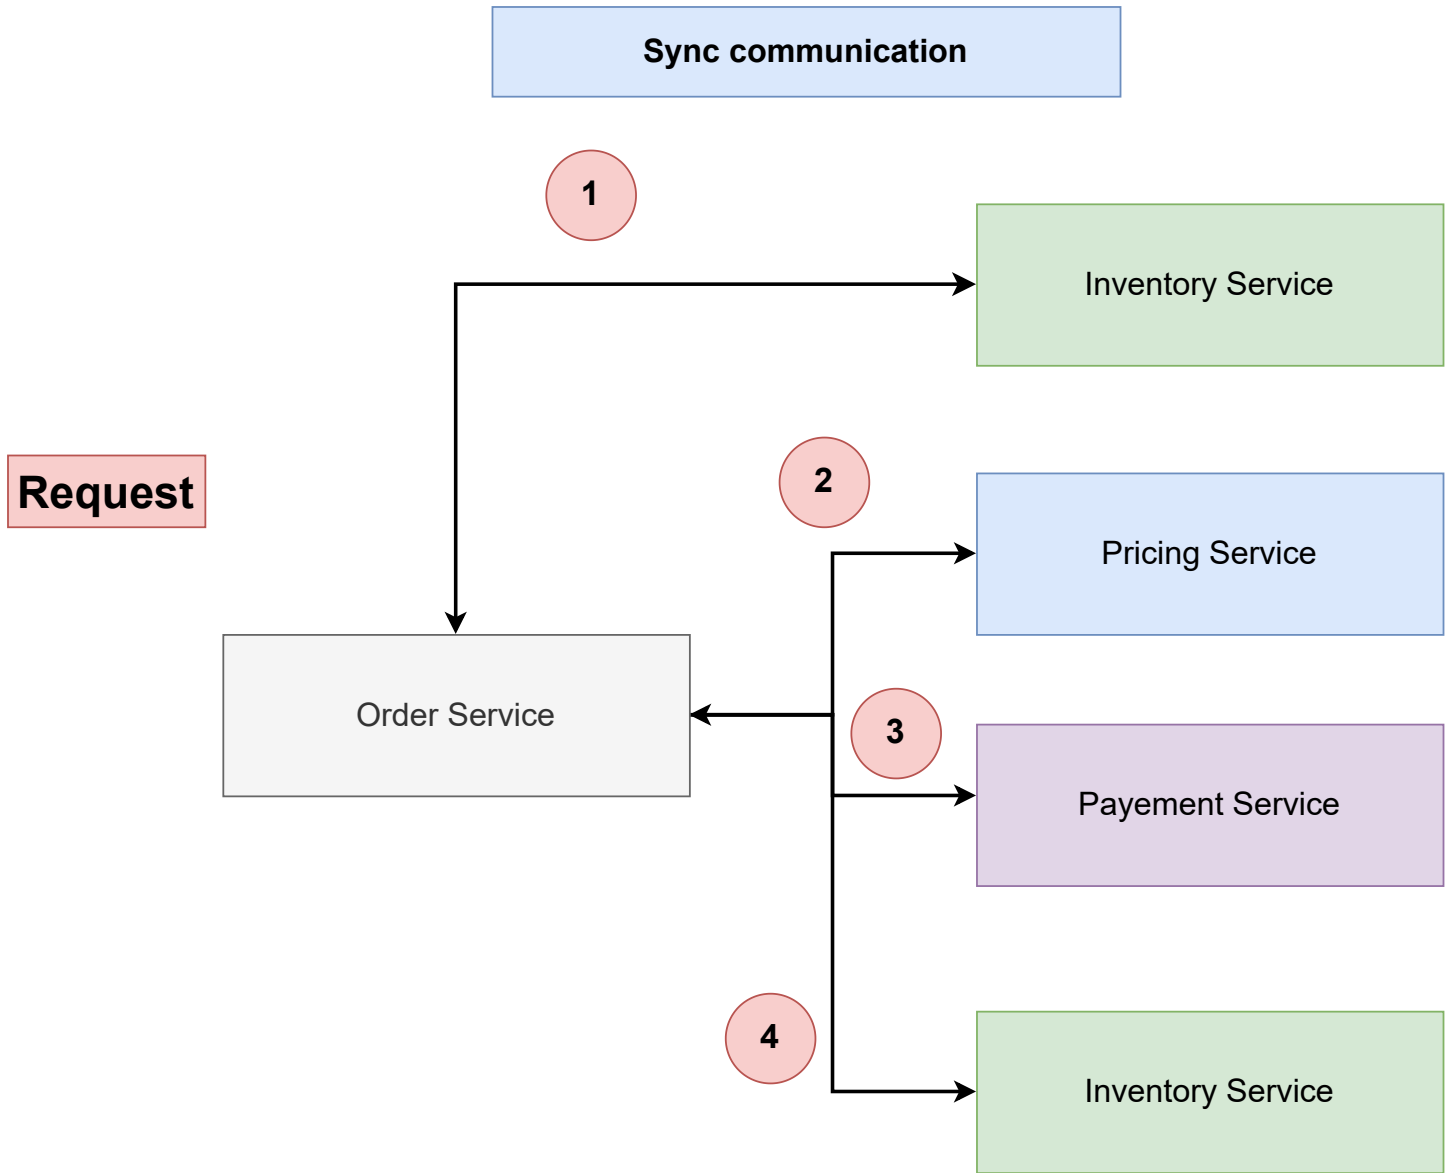 Sync communication
1
Inventory Service
Request
2
Pricing Service
Order Service
3
Payement Service
4
Inventory Service